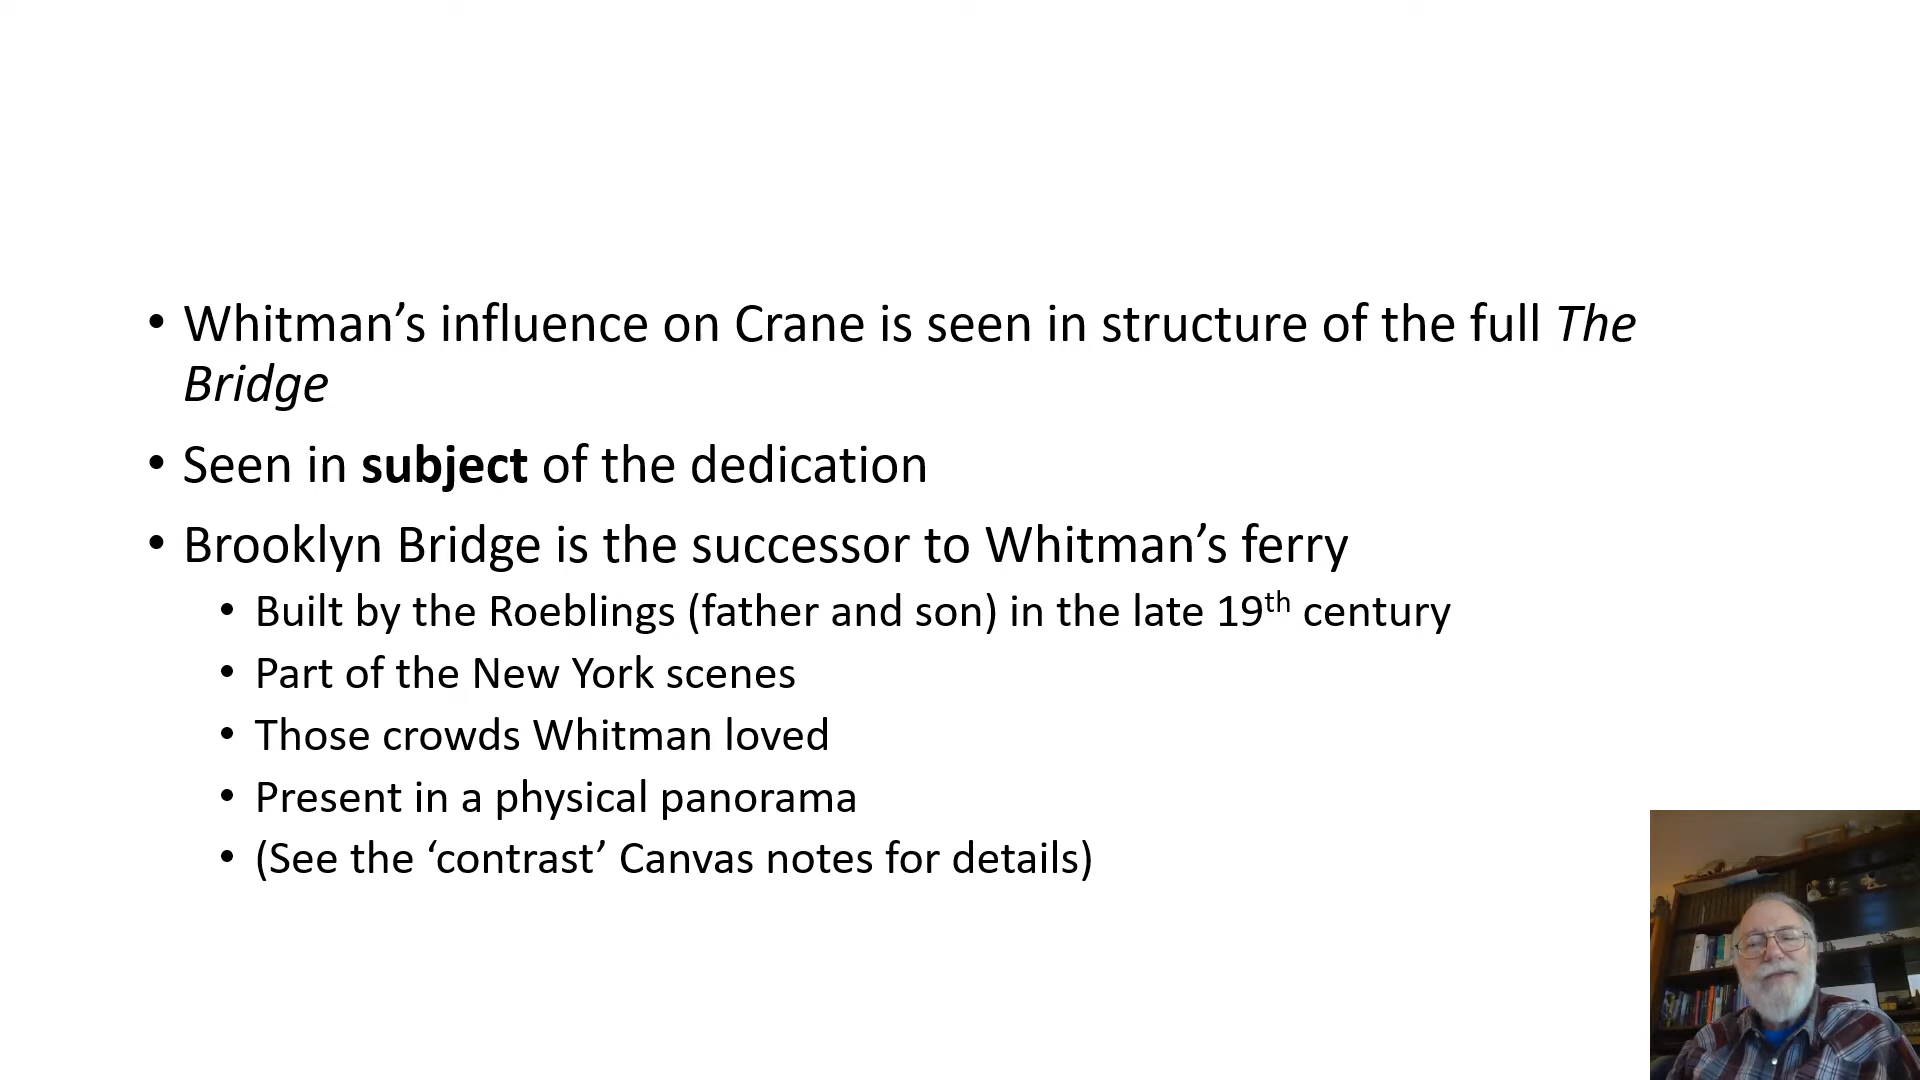 • Whitman’s influence on Crane is seen in structure of the full The
Bridge
• Seen in subject of the dedication
• Brooklyn Bridge is the successor to Whitman’s ferry
• Built by the Roeblings (father and son) in the late 19th century
• Part of the New York scenes
• Those crowds Whitman loved
• Present in a physical panorama
• (See the ‘contrast’ Canvas notes for details)